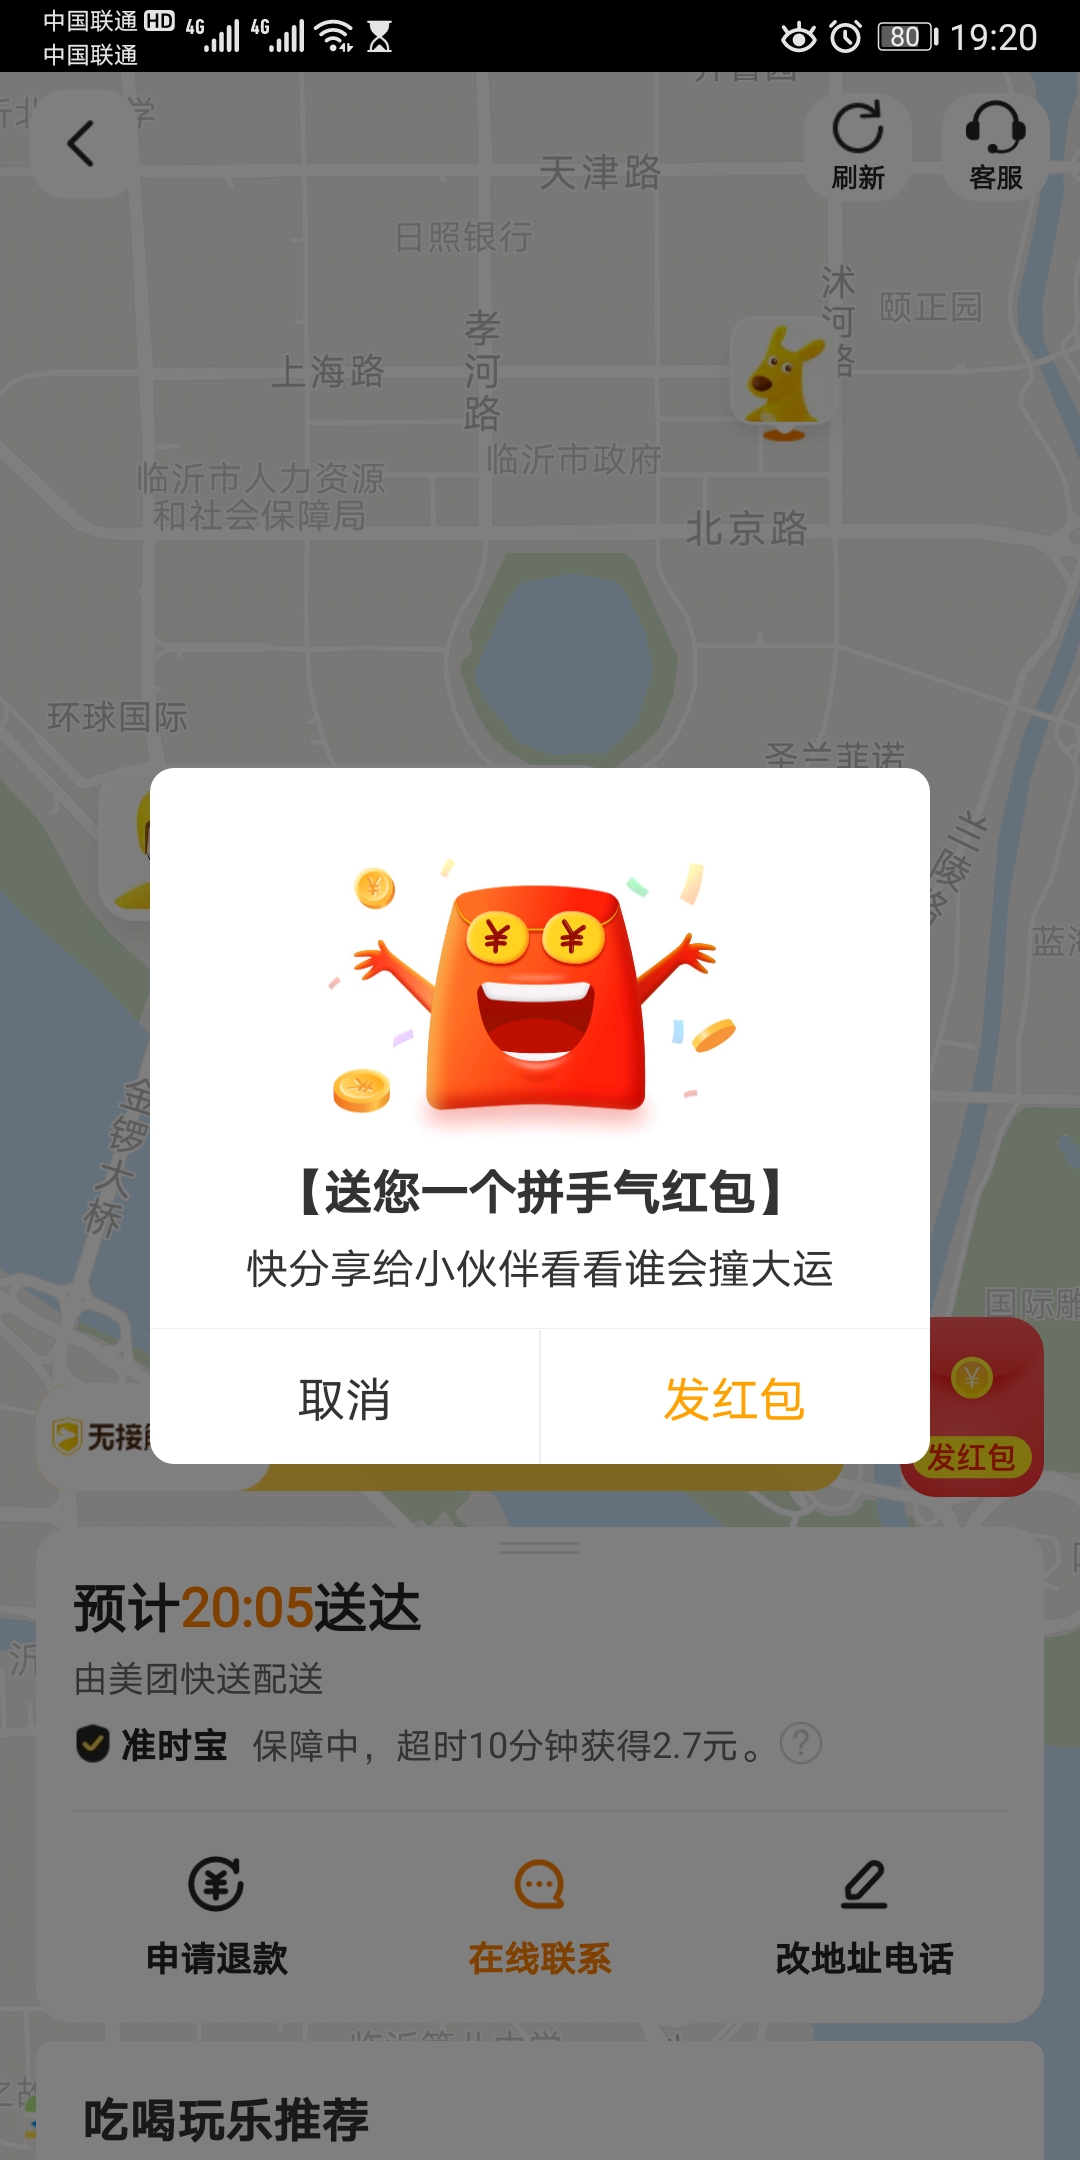 中国联通 HD 4G 4G 80 19:20
中国联通
刷新
客服
天津路
日照银行
沭河路
颐正园
孝河路
上海路
临沂市政府
临沂市人力资源
和社会保障局
北京路
环球国际
圣兰菲诺
兰陵路
金锣大桥
【送您一个拼手气红包】
快分享给小伙伴看看谁会撞大运
取消
发红包
无接
发红包
预计20:05送达
由美团快送配送
准时宝 保障中，超时10分钟获得2.7元。
申请退款
在线联系
改地址电话
吃喝玩乐推荐